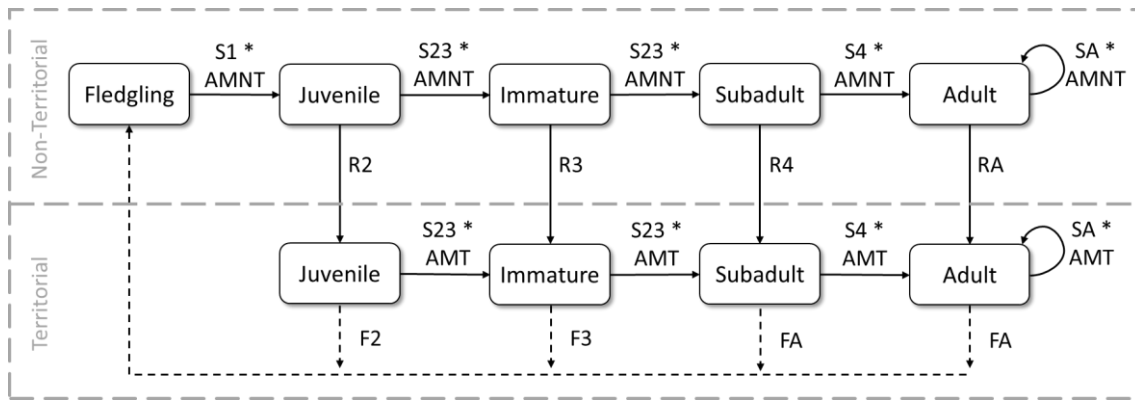 Non-Territorial
S1 *
AMNT
S23 *
AMNT
S23 *
AMNT
S4 *
AMNT
SA *
AMNT
Fledgling
Juvenile
Immature
Subadult
Adult
R2
R3
R4
RA
Territorial
S23 *
AMT
S23 *
AMT
S4 *
AMT
SA *
AMT
Juvenile
Immature
Subadult
Adult
F2
F3
FA
FA